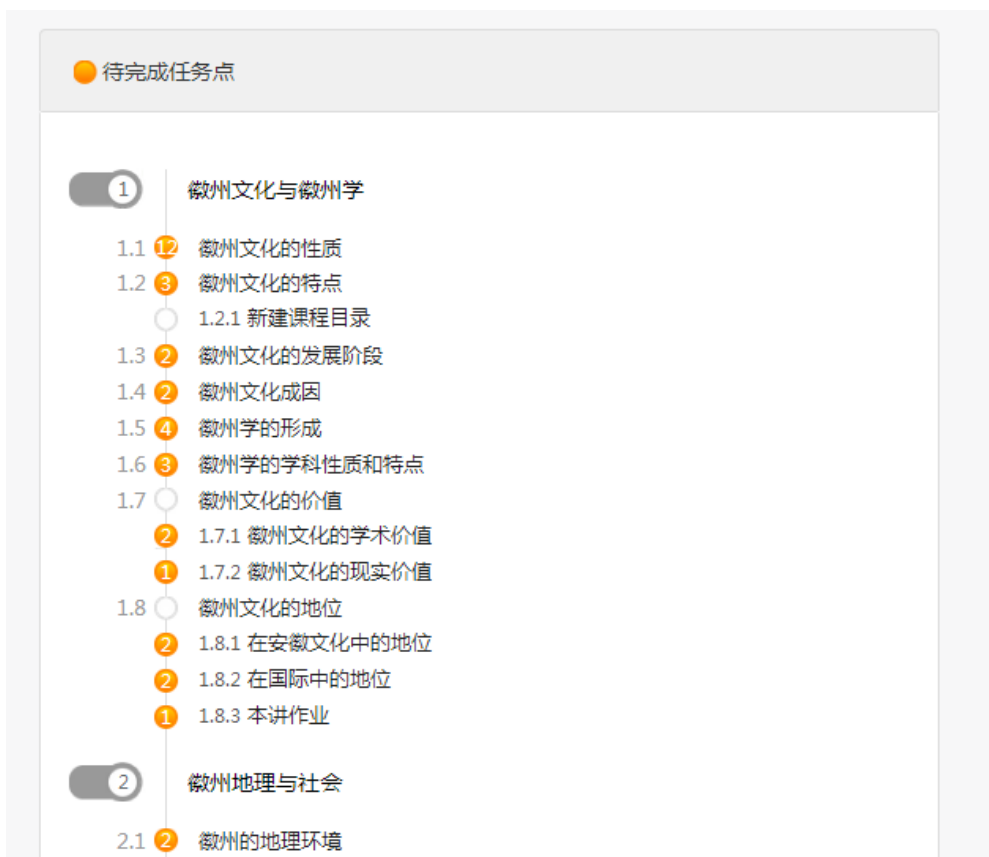 待完成任务点
1 徽州文化与徽州学
1.1 12 徽州文化的性质
1.2 3 徽州文化的特点
1.2.1 新建课程目录
1.3 2 徽州文化的发展阶段
1.4 2 徽州文化成因
1.5 4 徽州学的形成
1.6 3 徽州学的学科性质和特点
1.7 徽州文化的价值
2 1.7.1 徽州文化的学术价值
1 1.7.2 徽州文化的现实价值
1.8 徽州文化的地位
2 1.8.1 在安徽文化中的地位
2 1.8.2 在国际中的地位
1 1.8.3 本讲作业
2 徽州地理与社会
2.1 2 徽州的地理环境